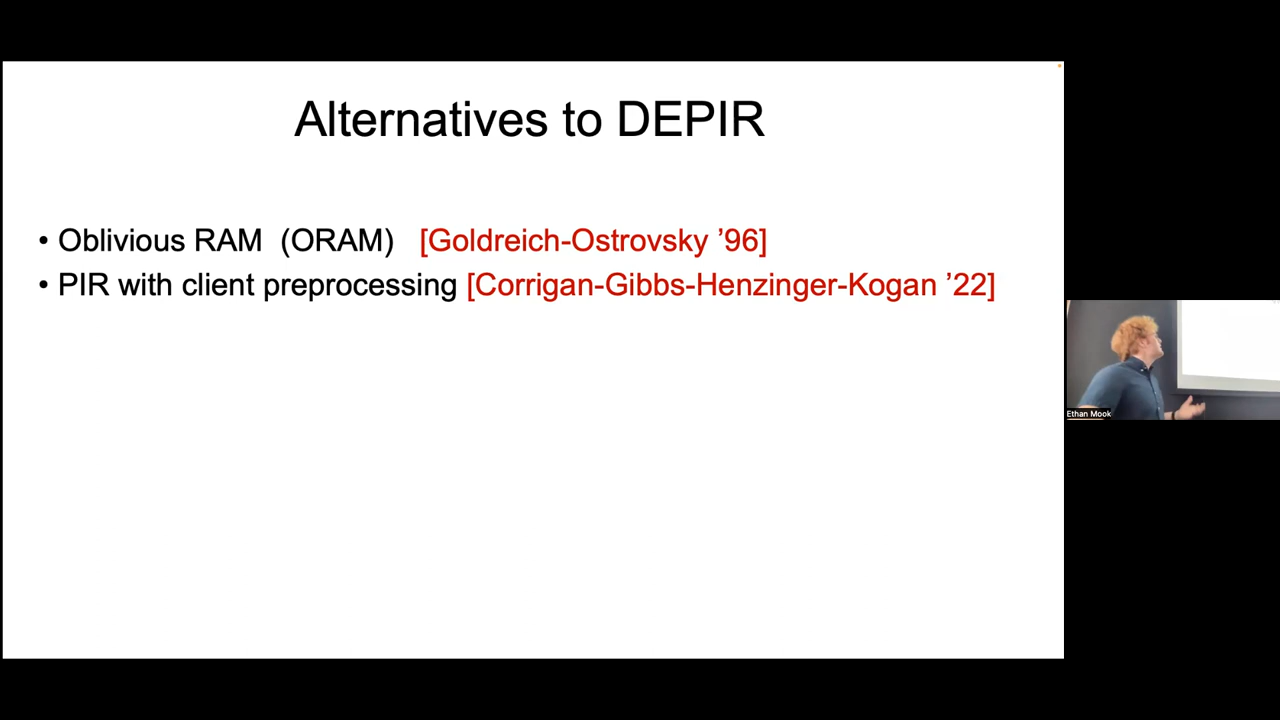 Alternatives to DEPIR
• Oblivious RAM (ORAM) [Goldreich-Ostrovsky ’96]
• PIR with client preprocessing [Corrigan-Gibbs-Henzinger-Kogan ’22]
Ethan Mook